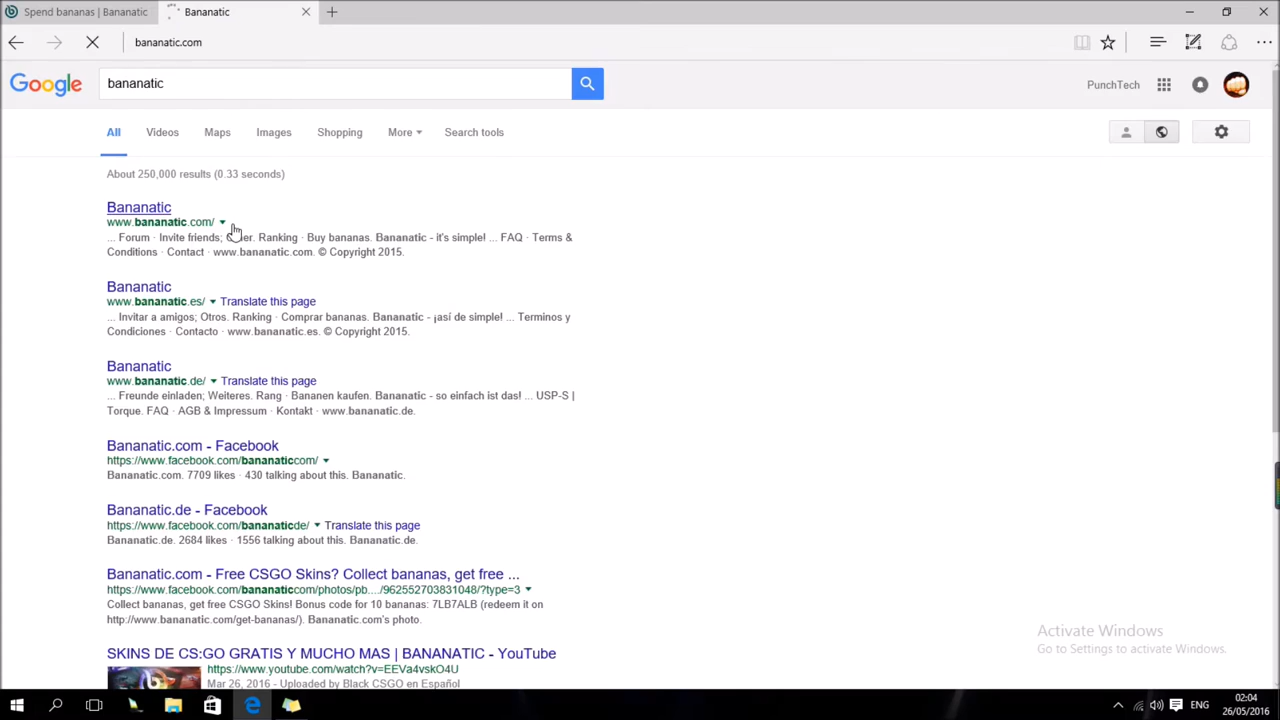 Spend bananas | Bananatic
Bananatic
bananatic.com
Google
bananatic
PunchTech
All Videos Maps Images Shopping More Search tools
About 250,000 results (0.33 seconds)
Bananatic
www.bananatic.com/
... Forum · Invite friends; Ranking · Buy bananas. Bananatic - it's simple! ... FAQ · Terms &
Conditions · Contact · www.bananatic.com. © Copyright 2015.
Bananatic
www.bananatic.es/ Translate this page
... Invitar a amigos; Otros. Ranking · Comprar bananas. Bananatic - ¡así de simple! ... Terminos y
Condiciones · Contacto · www.bananatic.es. © Copyright 2015.
Bananatic
www.bananatic.de/ Translate this page
... Freunde einladen; Weiteres. Rang · Bananen kaufen. Bananatic - so einfach ist das! ... USP-S |
Torque. FAQ · AGB & Impressum · Kontakt · www.bananatic.de.
Bananatic.com - Facebook
https://www.facebook.com/bananaticcom/
Bananatic.com. 7709 likes · 430 talking about this. Bananatic.
Bananatic.de - Facebook
https://www.facebook.com/bananaticde/ Translate this page
Bananatic.de. 2684 likes · 1556 talking about this. Bananatic.de.
Bananatic.com - Free CSGO Skins? Collect bananas, get free ...
https://www.facebook.com/bananaticcom/photos/pb..../962552703831048/?type=3
Collect bananas, get free CSGO Skins! Bonus code for 10 bananas: 7LB7ALB (redeem it on
http://www.bananatic.com/get-bananas/). Bananatic.com's photo.
SKINS DE CS:GO GRATIS Y MUCHO MAS | BANANATIC - YouTube
https://www.youtube.com/watch?v=EEVa4vskO4U
Mar 26, 2016 - Uploaded by Black CSGO en Español
Activate Windows
Go to Settings to activate Windows.
ENG
02:04
26/05/2016